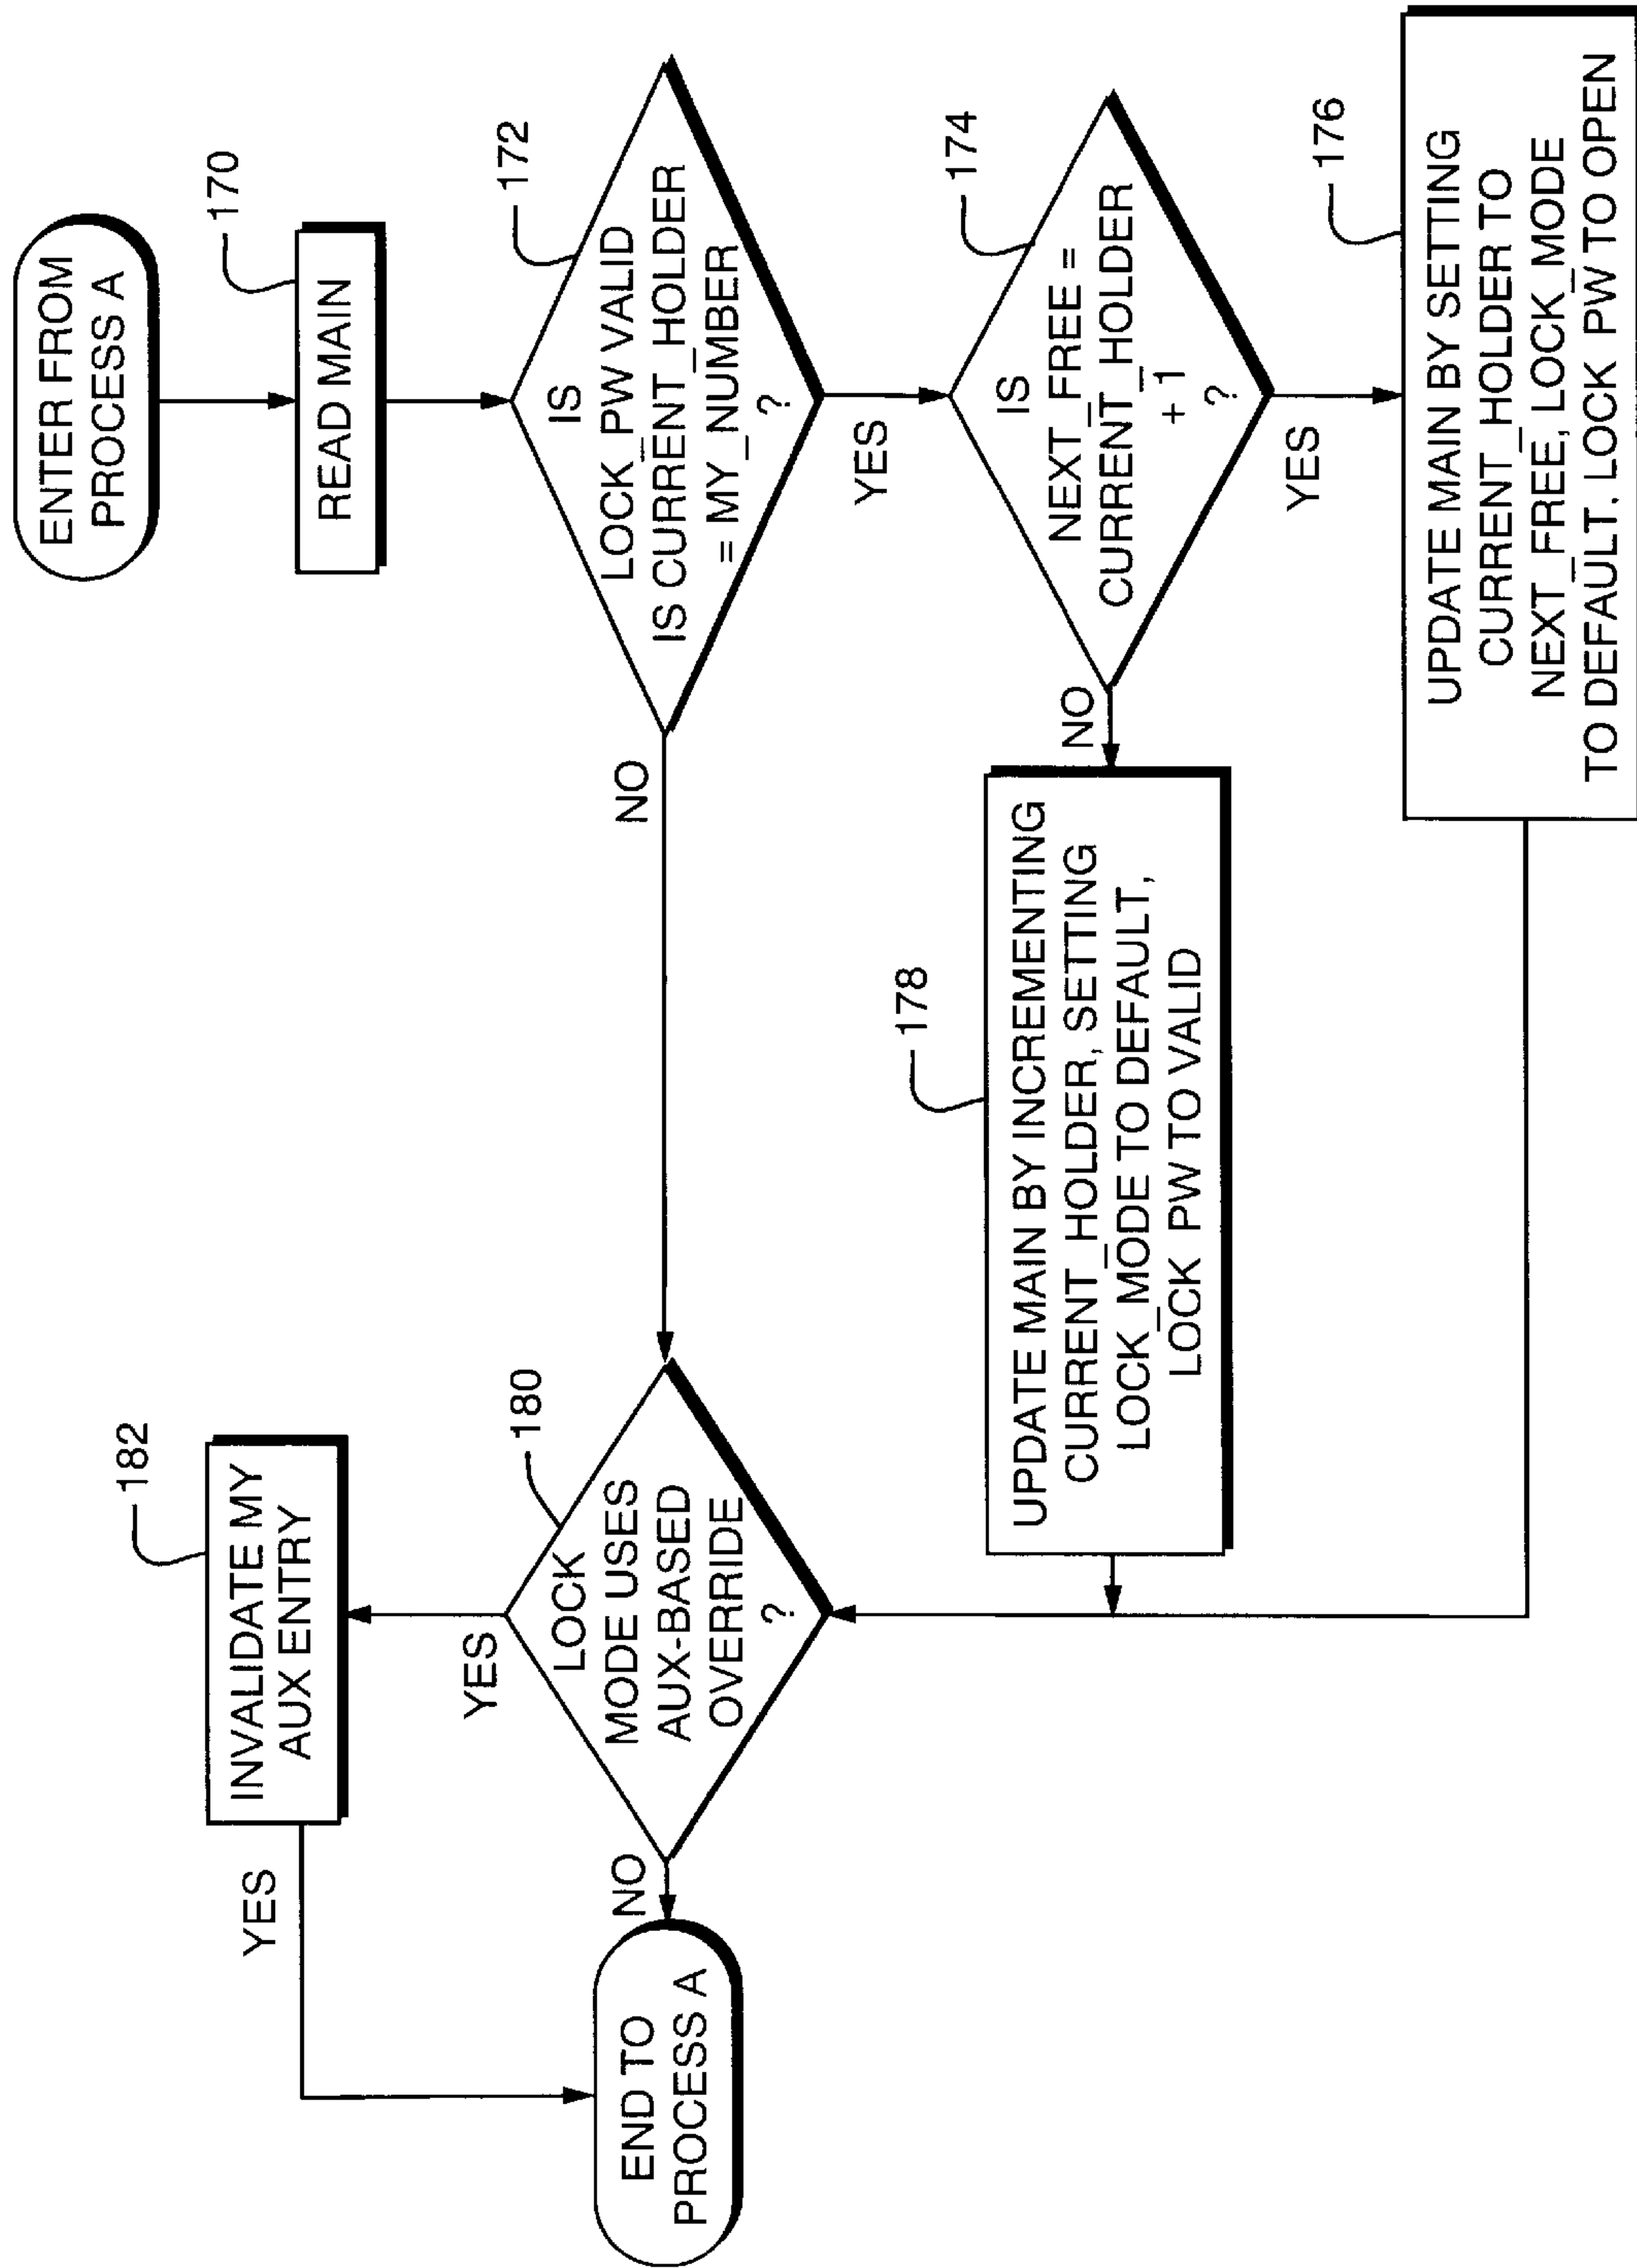 ENTER FROM
PROCESS A
170
READ MAIN
172
IS
LOCK_PW VALID
IS CURRENT_HOLDER
= MY_NUMBER
?
NO
YES
174
IS
NEXT_FREE =
CURRENT_HOLDER
+ 1
?
NO
YES
176
UPDATE MAIN BY SETTING
CURRENT_HOLDER TO
NEXT_FREE, LOCK_MODE
TO DEFAULT, LOCK_PW TO OPEN
178
UPDATE MAIN BY INCREMENTING
CURRENT_HOLDER, SETTING
LOCK_MODE TO DEFAULT,
LOCK_PW TO VALID
180
LOCK
MODE USES
AUX-BASED
OVERRIDE
?
YES
NO
182
INVALIDATE MY
AUX ENTRY
YES
END TO
PROCESS A